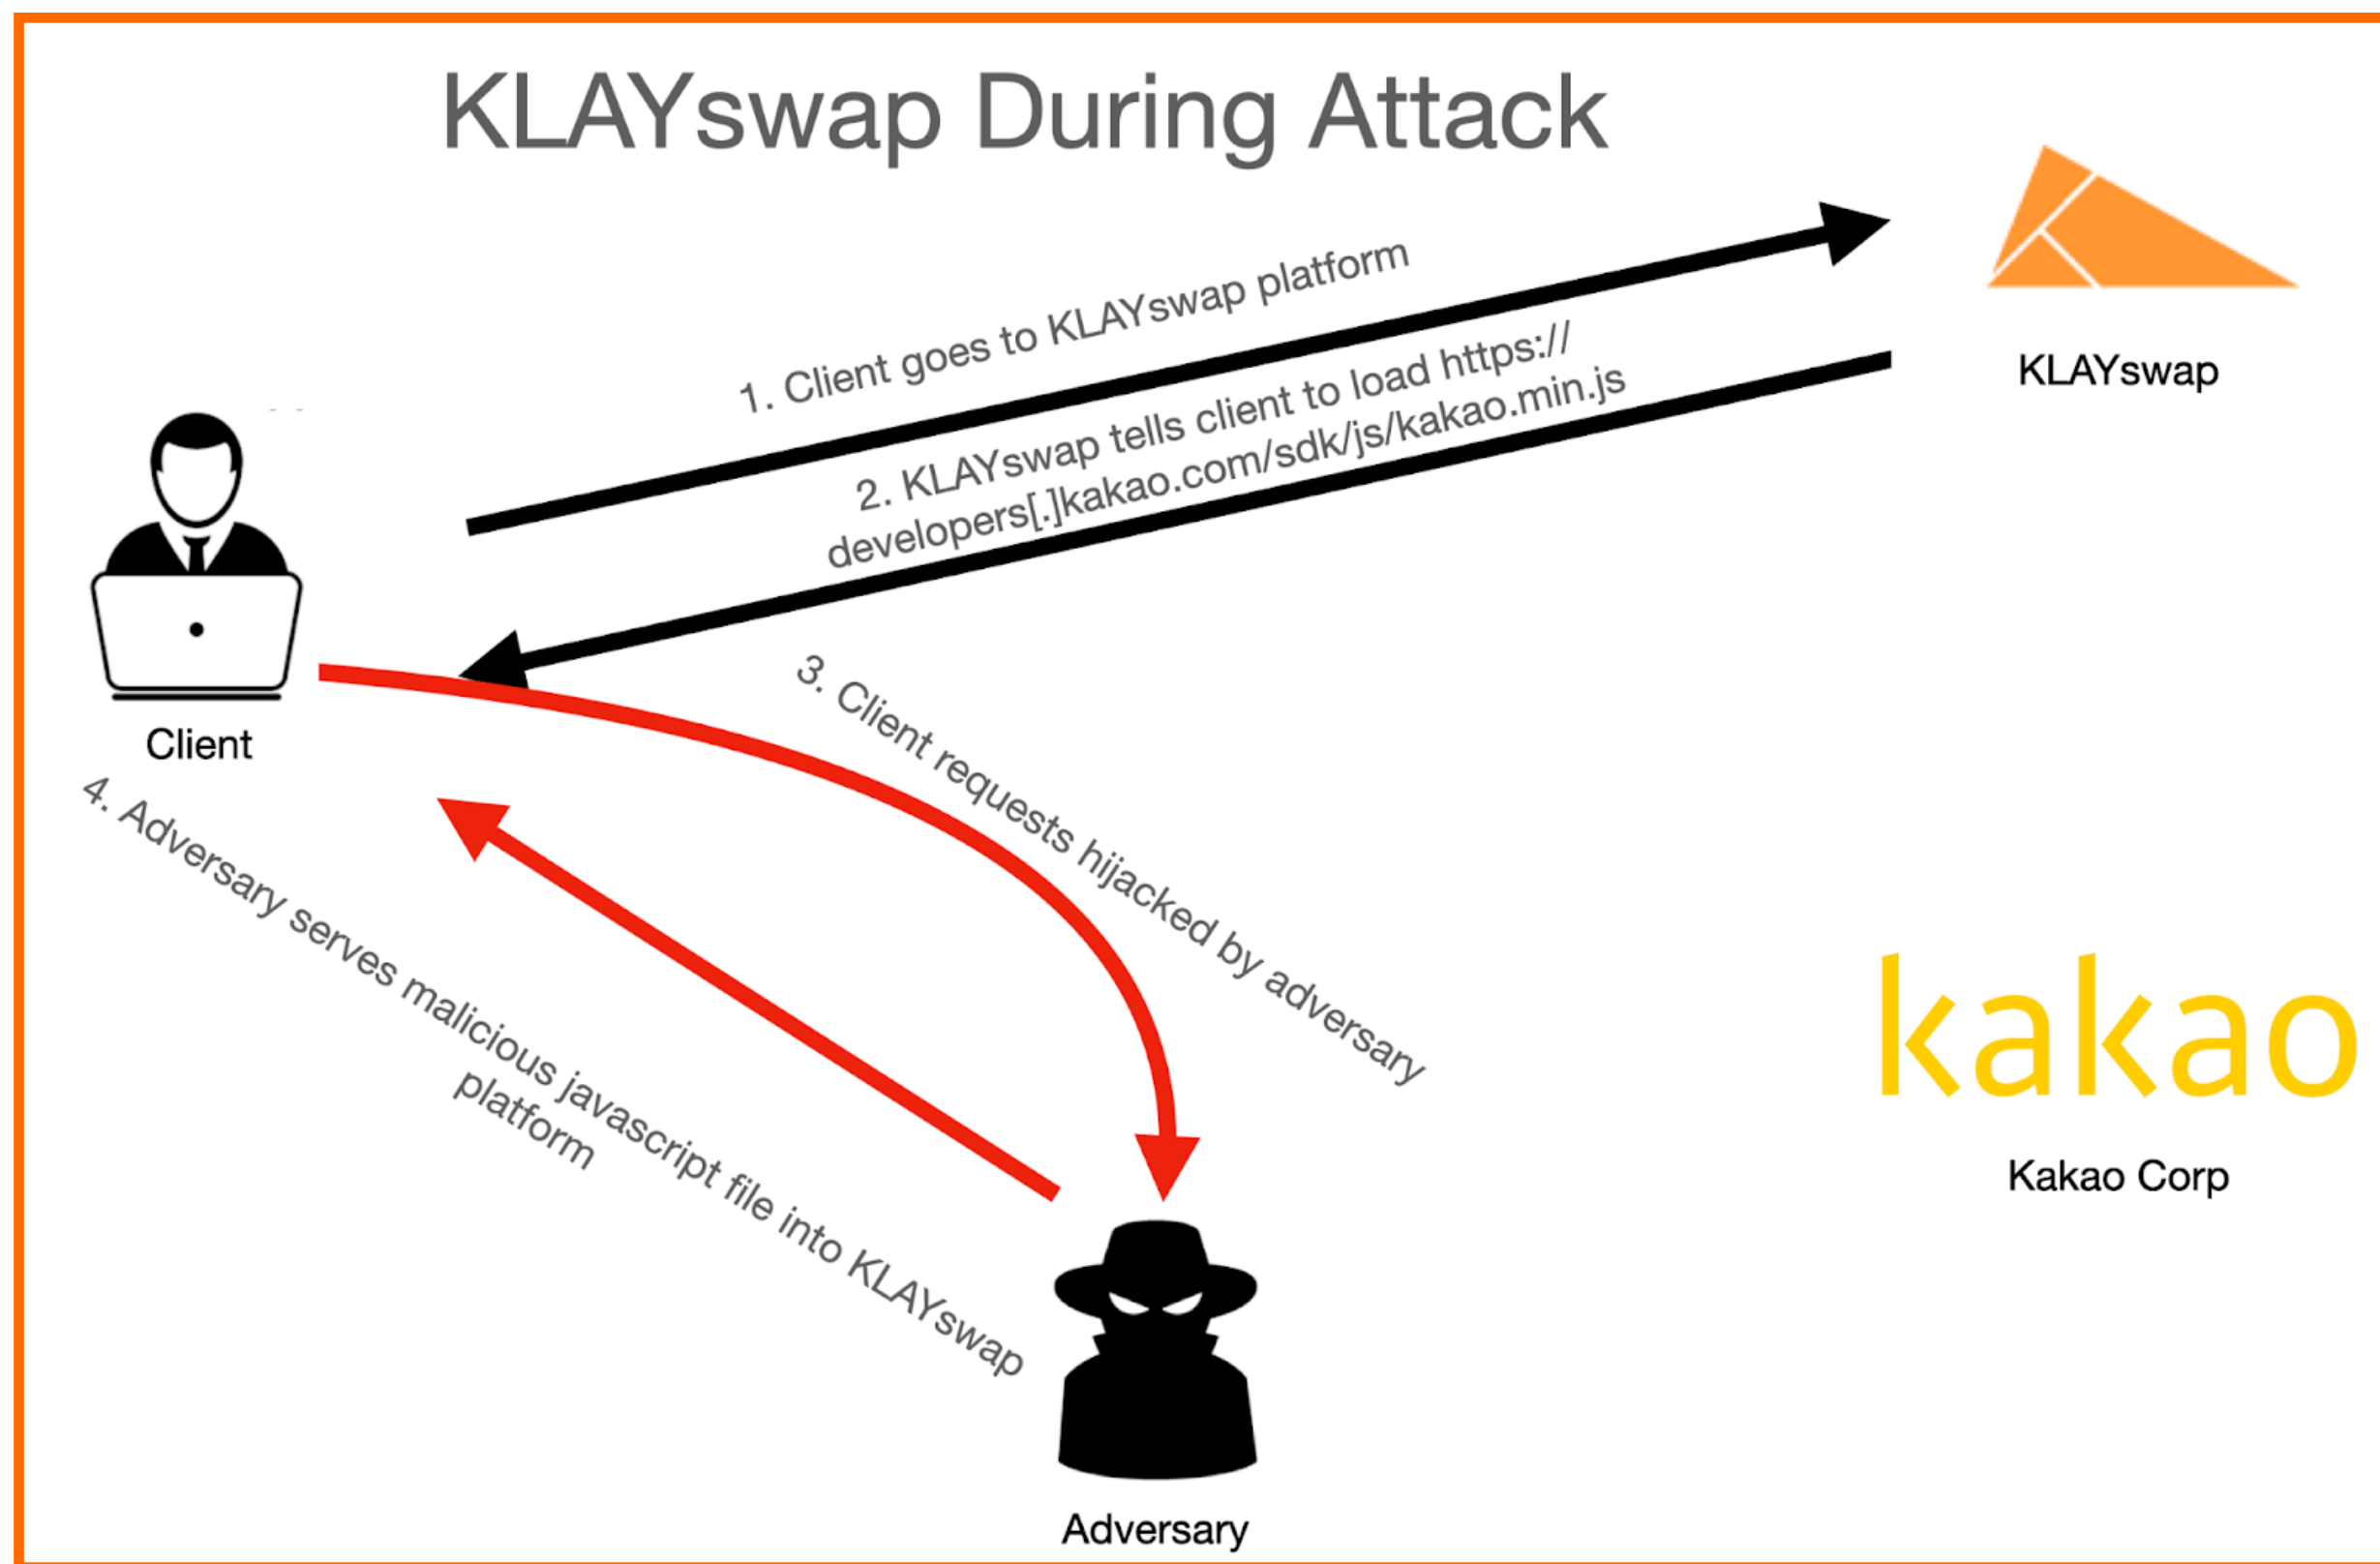 KLAYswap During Attack
1. Client goes to KLAYswap platform
2. KLAYswap tells client to load https://
developers[.]kakao.com/sdk/js/kakao.min.js
KLAYswap
Client
3. Client requests hijacked by adversary
4. Adversary serves malicious javascript file into KLAYswap
platform
kakao
Kakao Corp
Adversary